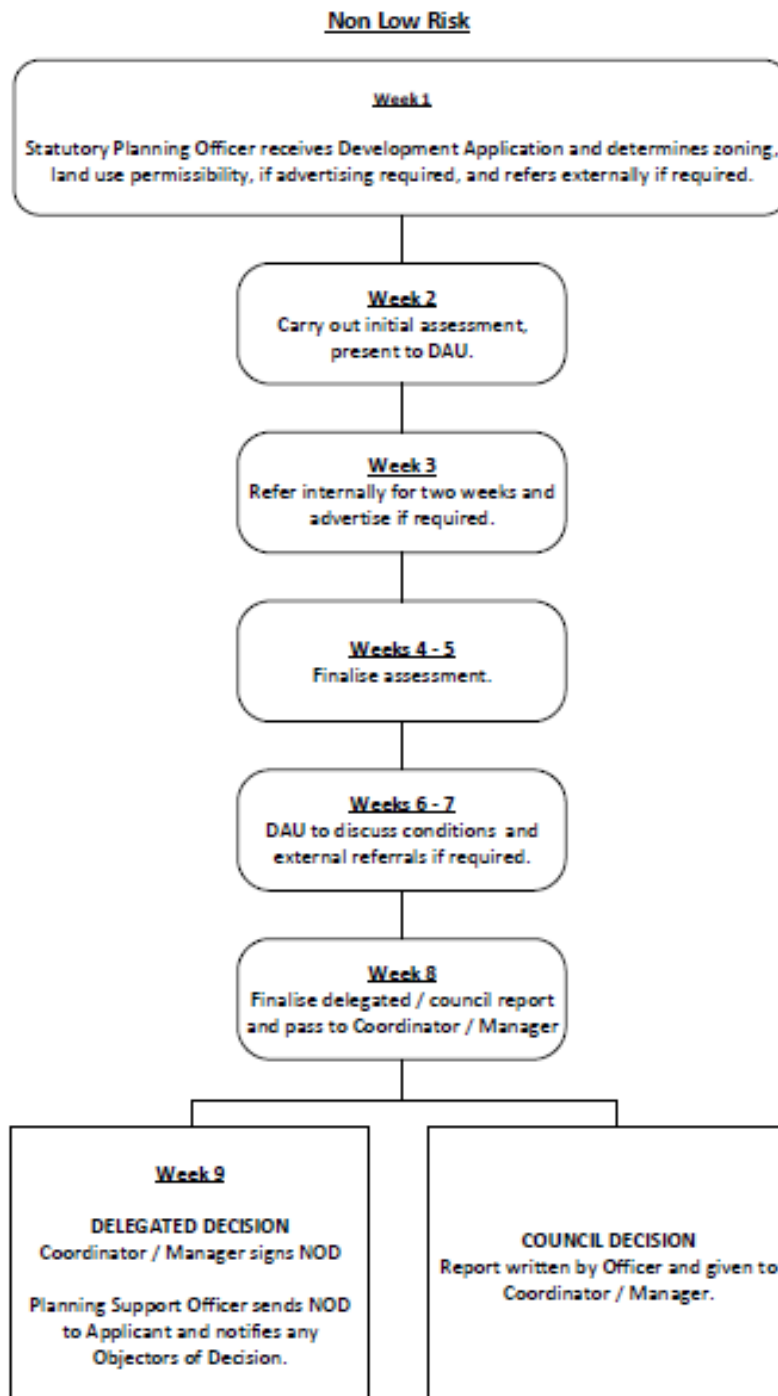 Non Low Risk
Week 1
Statutory Planning Officer receives Development Application and determines zoning,
land use permissibility, if advertising required, and refers externally if required.
Week 2
Carry out initial assessment,
present to DAU.
Week 3
Refer internally for two weeks and
advertise if required.
Weeks 4 - 5
Finalise assessment.
Weeks 6 - 7
DAU to discuss conditions and
external referrals if required.
Week 8
Finalise delegated / council report
and pass to Coordinator / Manager
Week 9
DELEGATED DECISION
Coordinator / Manager signs NOD
Planning Support Officer sends NOD
to Applicant and notifies any
Objectors of Decision.
COUNCIL DECISION
Report written by Officer and given to
Coordinator / Manager.